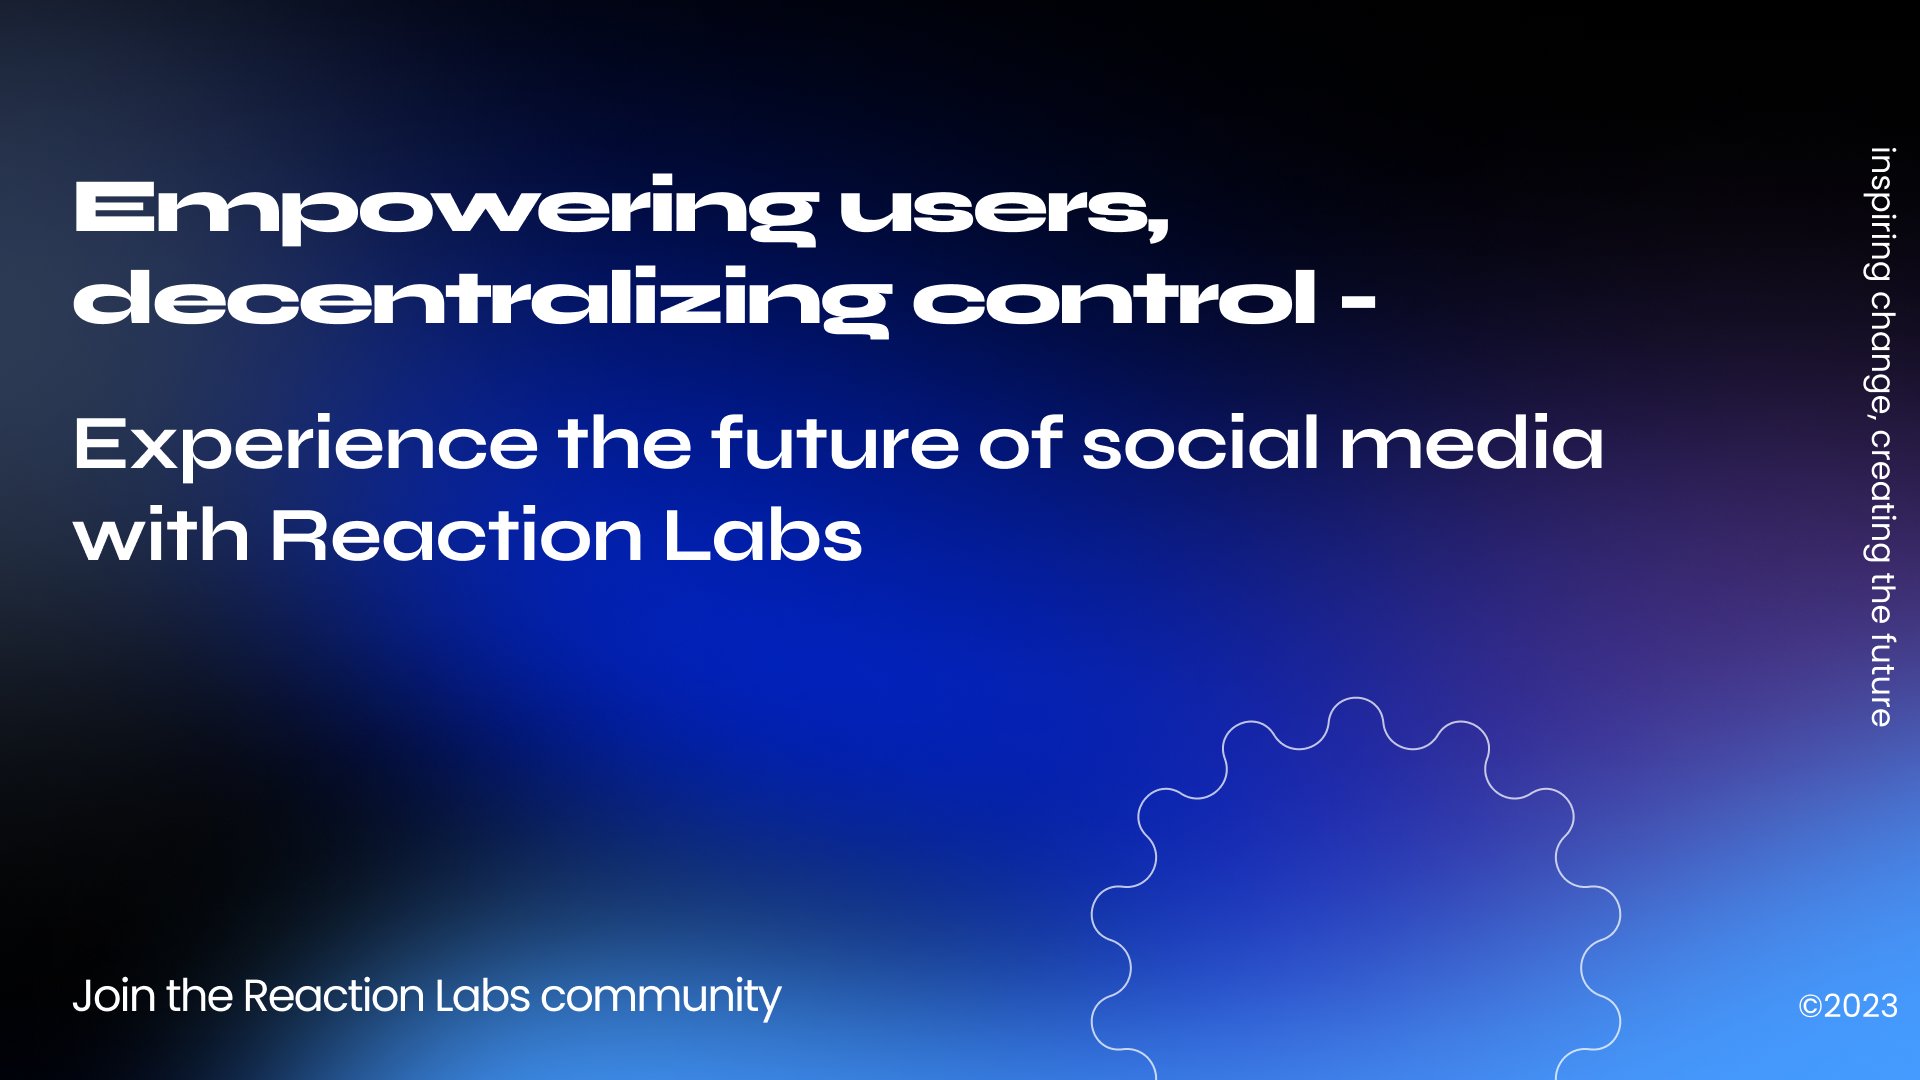 Empowering users,
decentralizing control -
Experience the future of social media
with Reaction Labs
inspiring change, creating the future
Join the Reaction Labs community
©2023